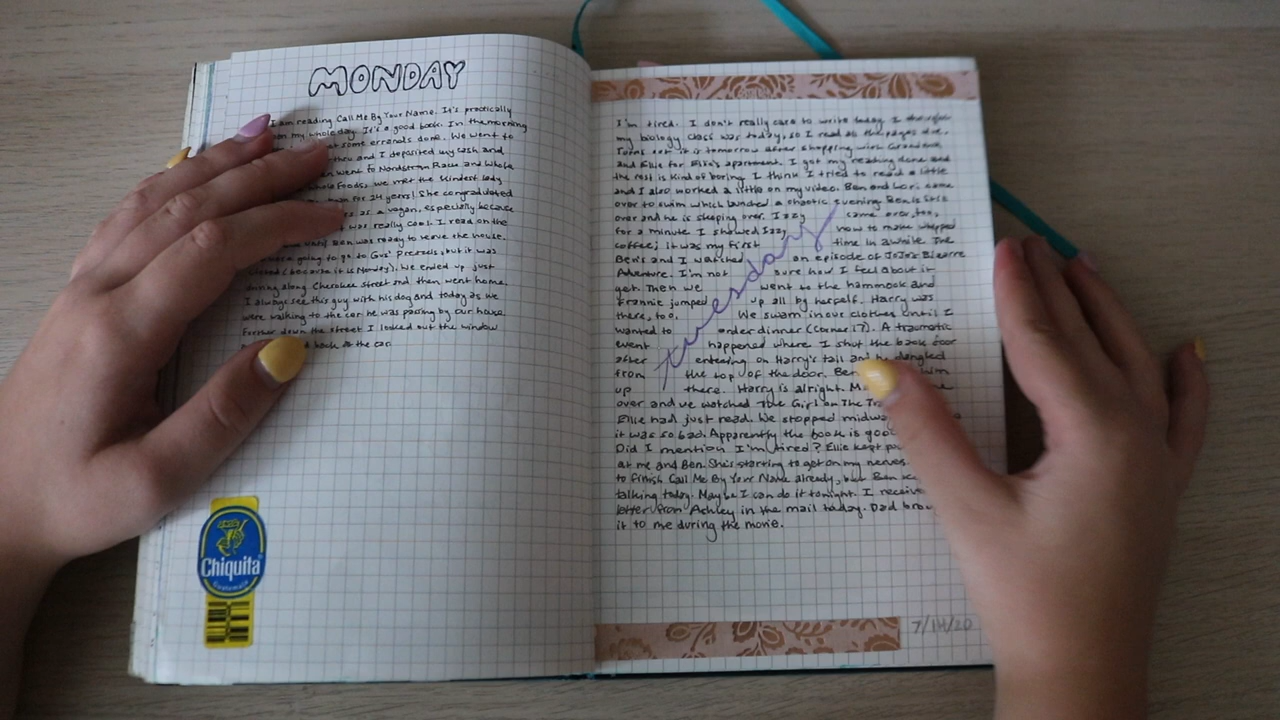 MONDAY
I am reading Call Me By Your Name. It's practically
on my whole day. It's a good book. In the morning
some errands done. We went to
and I deposited my cash and
went to Nordstrom Rack and Whole
Foods. We met the kindest lady
for 24 years! She congratulated
as a vegan, especially because
was really cool. I read on the
until Ben was ready to leave the house.
going to go to Gus' Pretzels, but it was
closed (because it is Monday). We ended up just
driving along Cherokee Street and then went home.
I always see this guy with his dog and today as we
were walking to the car he was passing by our house.
Further down the street I looked out the window
book at the car
Chiquita
Guatemala
I'm tired. I don't really care to write today. I
my biology class was today, so I read all the pages due.
Turns out it is tomorrow after shopping with Grandma
and Ellie for Ellie's apartment. I got my reading done and
the rest is kind of boring. I think I tried to read a little
and I also worked a little on my video. Ben and Lori came
over to swim which launched a chaotic evening. Ben is still
over and he is sleeping over. Izzy came over, too,
for a minute. I showed Izzy how to make whipped
coffee; it was my first time in awhile. The
Ben's and I watched an episode of JoJo's Bizarre
Adventure. I'm not sure how I feel about it
yet. Then we went to the hammock and
Frannie jumped up all by herself. Harry was
there, too. We swam in our clothes until I
wanted to order dinner (Corner 17). A traumatic
event happened where I shut the back door
after entering on Harry's tail and he dangled
from the top of the door. Ben him
up there. Harry is alright.
over and we watched The Girl on The
Ellie had just read. We stopped midway
it was so bad. Apparently the book is good
Did I mention I'm tired? Ellie kept
at me and Ben. She's starting to get on my nerves.
to finish Call Me By Your Name already, but Ben
talking today. Maybe I can do it tonight. I
letter from Ashley in the mail today. Dad
it to me during the movie.
tuesday
7/14/20